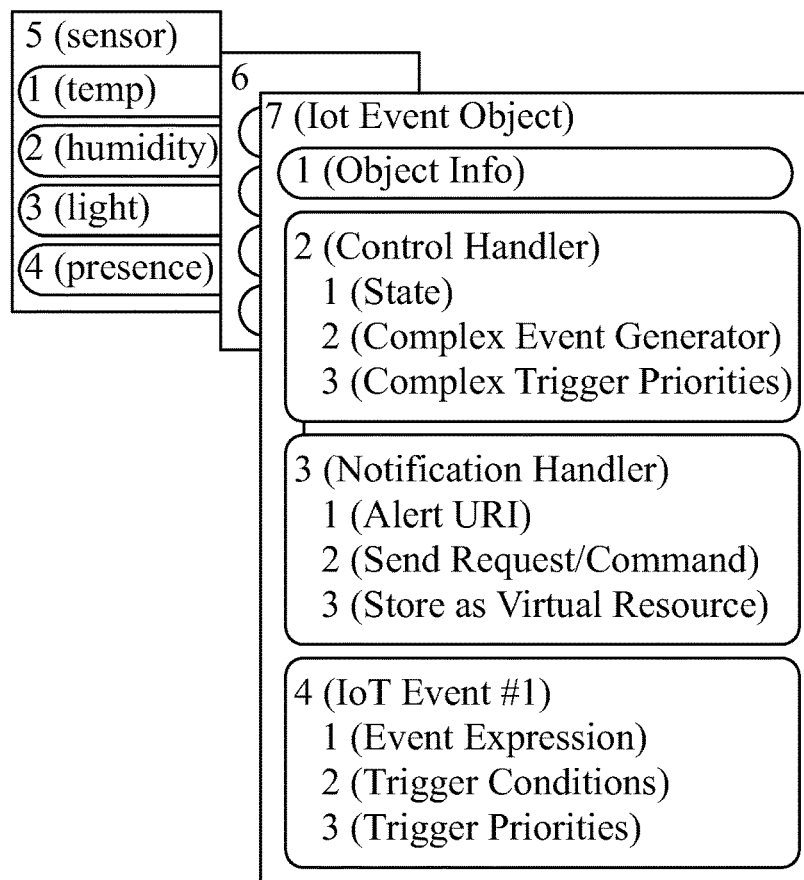 5 (sensor)
1 (temp)
2 (humidity)
3 (light)
4 (presence)
6
7 (Iot Event Object)
1 (Object Info)
2 (Control Handler)
1 (State)
2 (Complex Event Generator)
3 (Complex Trigger Priorities)
3 (Notification Handler)
1 (Alert URI)
2 (Send Request/Command)
3 (Store as Virtual Resource)
4 (IoT Event #1)
1 (Event Expression)
2 (Trigger Conditions)
3 (Trigger Priorities)